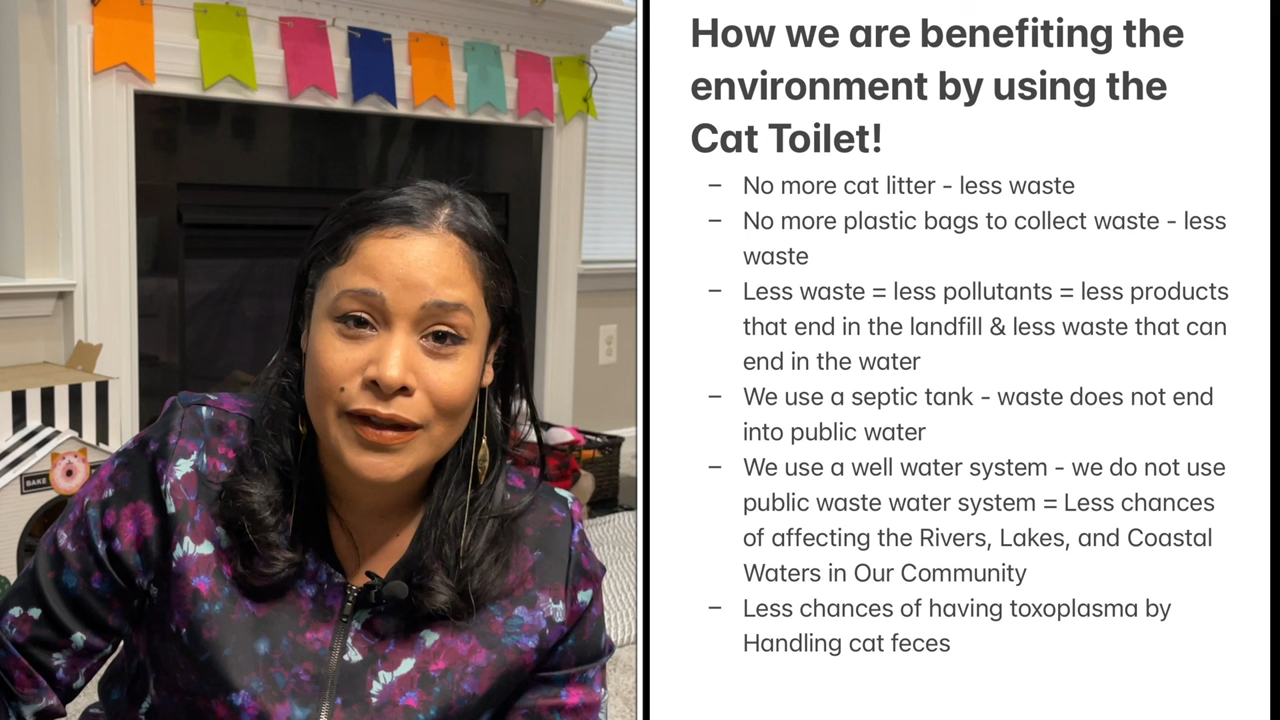 How we are benefiting the
environment by using the
Cat Toilet!
– No more cat litter - less waste
– No more plastic bags to collect waste - less
waste
– Less waste = less pollutants = less products
that end in the landfill & less waste that can
end in the water
– We use a septic tank - waste does not end
into public water
– We use a well water system - we do not use
public waste water system = Less chances
of affecting the Rivers, Lakes, and Coastal
Waters in Our Community
– Less chances of having toxoplasma by
Handling cat feces
BAKE